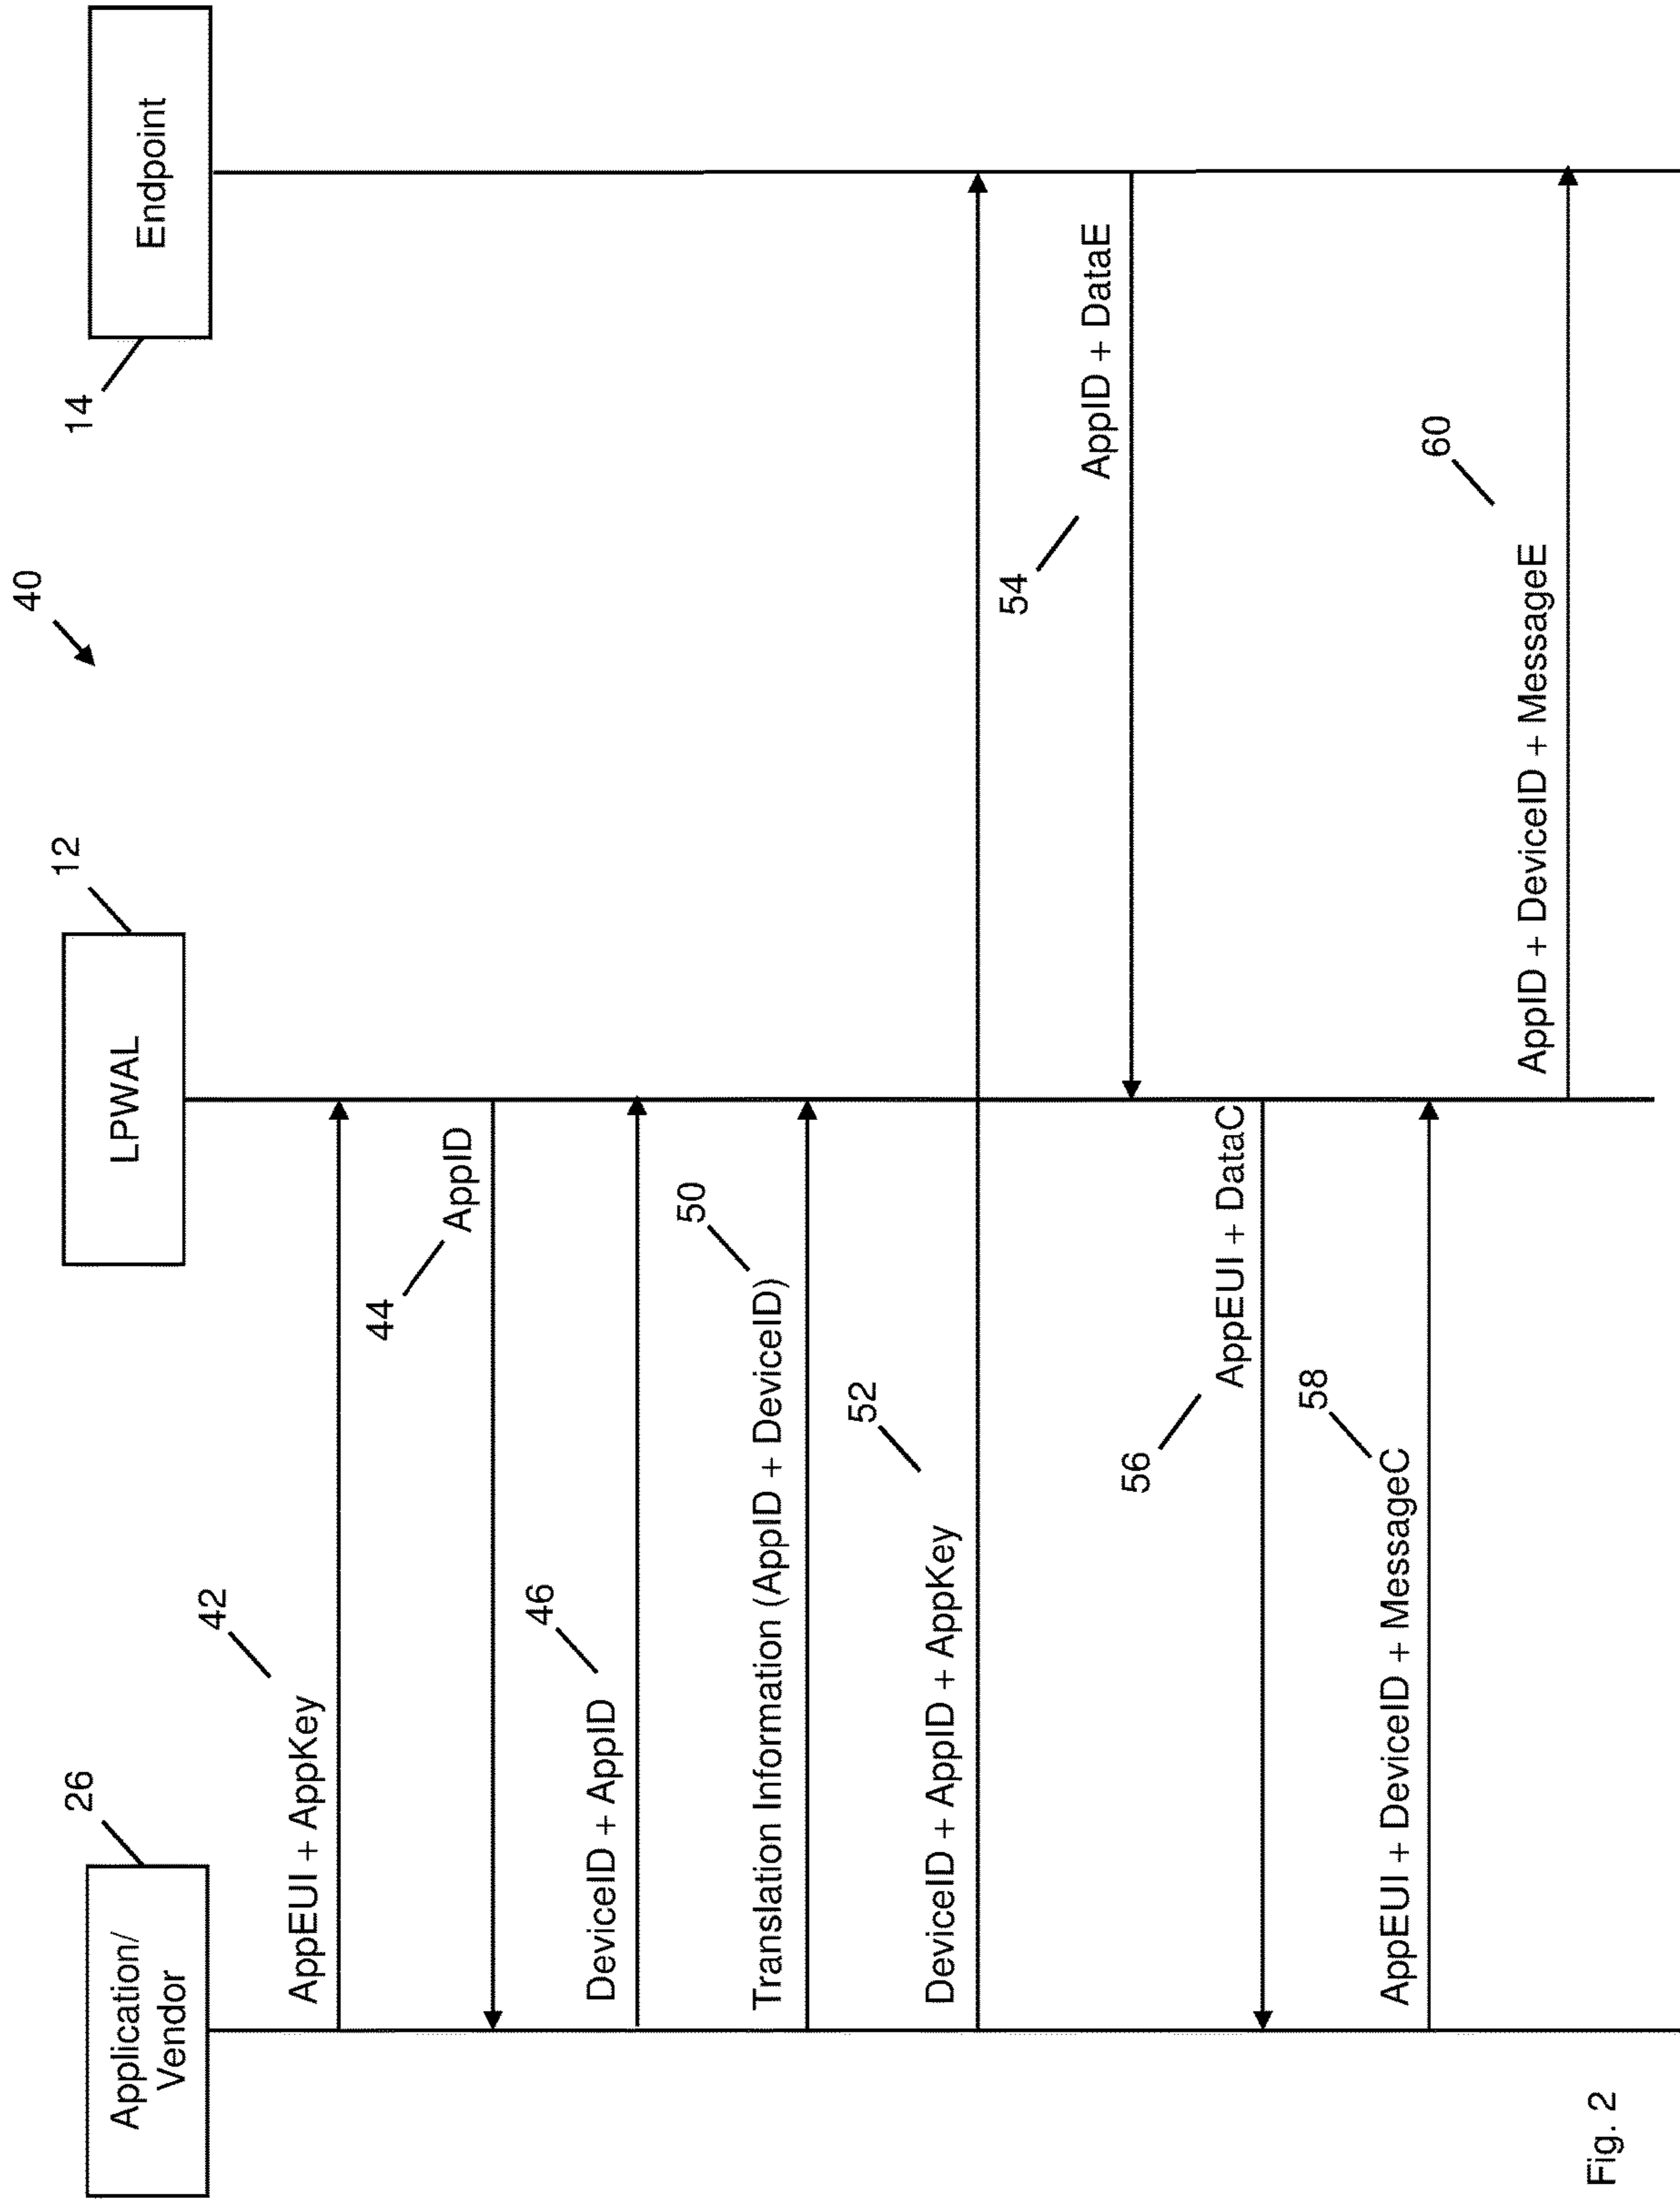 40
Application/
Vendor
26
LPWAL
12
Endpoint
14
42
AppEUI + AppKey
44
AppID
46
DeviceID + AppID
50
Translation Information (AppID + DeviceID)
52
DeviceID + AppID + AppKey
54
AppID + DataE
56
AppEUI + DataC
58
AppEUI + DeviceID + MessageC
60
AppID + DeviceID + MessageE
Fig. 2